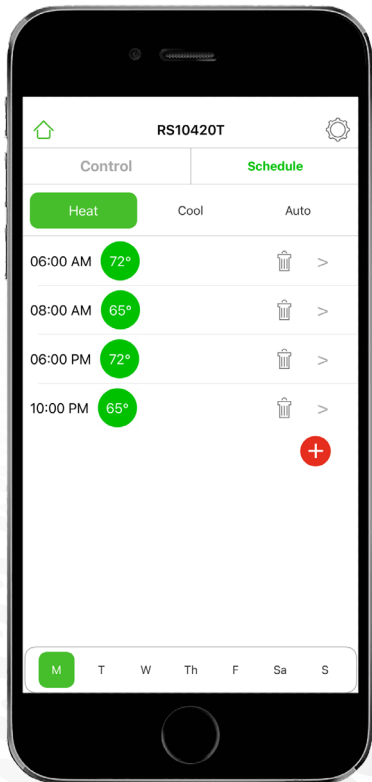 RS10420T
Control Schedule
Heat Cool Auto
06:00 AM 72° >
08:00 AM 65° >
06:00 PM 72° >
10:00 PM 65° >
+
M T W Th F Sa S